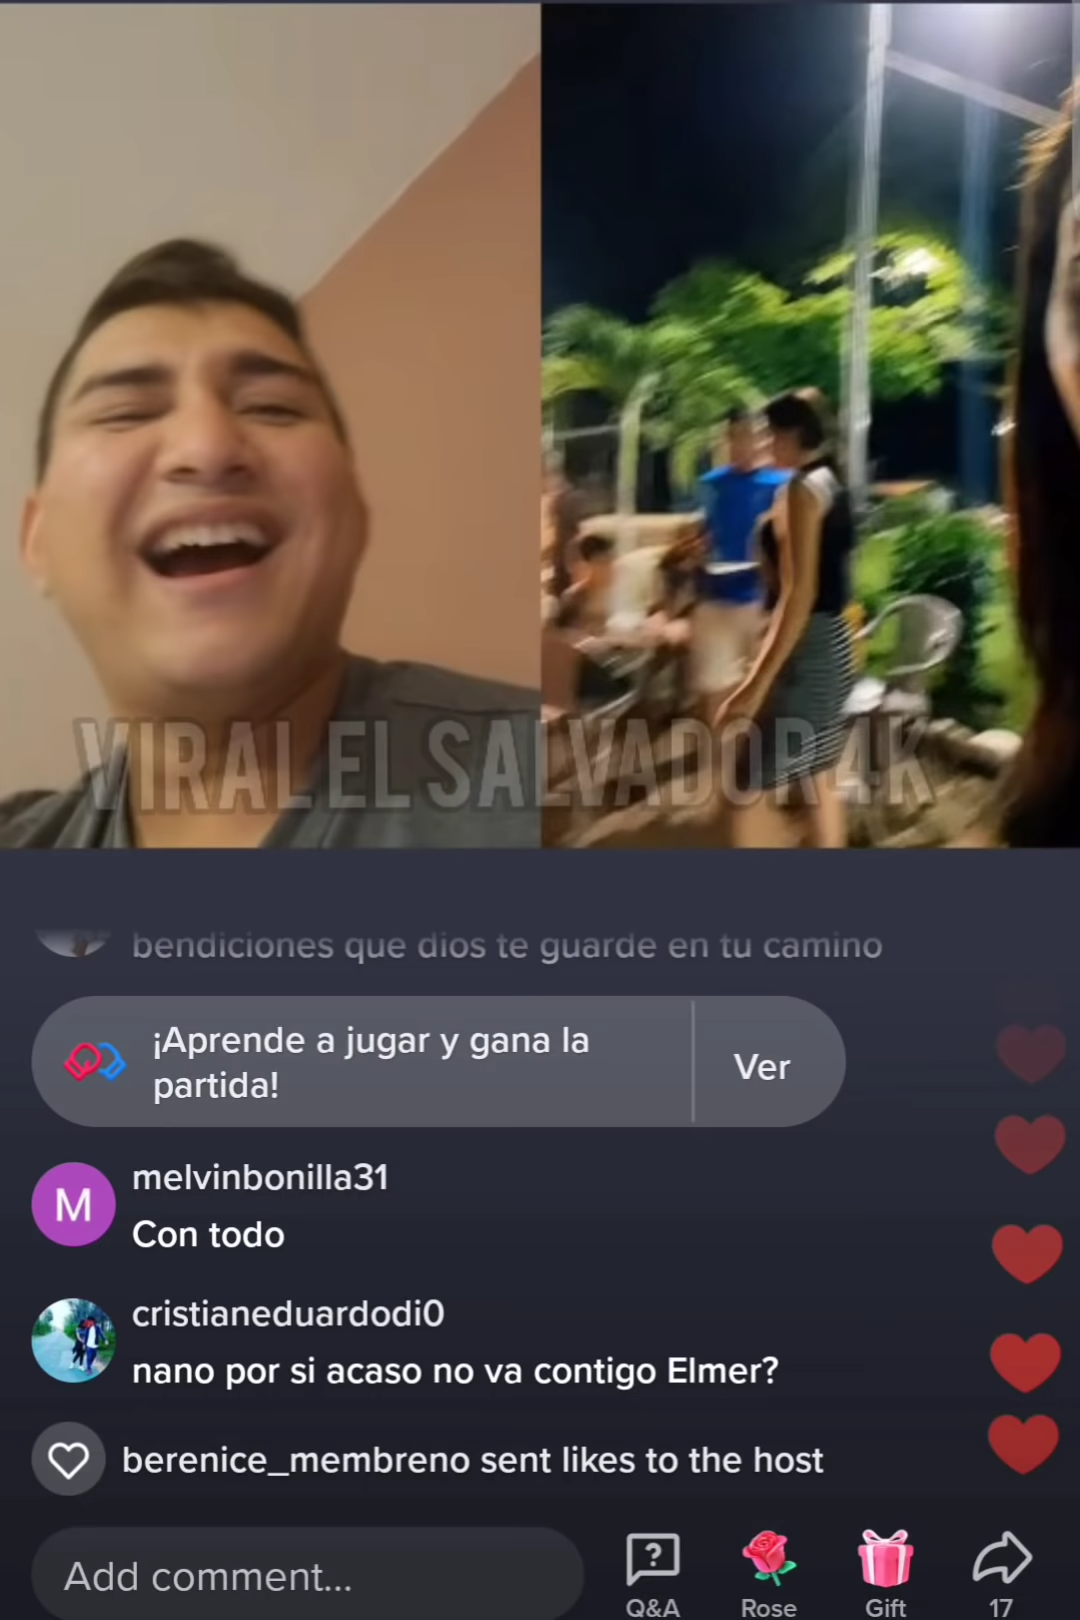 VIRAL EL SALVADOR 4K
bendiciones que dios te guarde en tu camino
¡Aprende a jugar y gana la
partida!
Ver
M
melvinbonilla31
Con todo
cristianeduardodi0
nano por si acaso no va contigo Elmer?
berenice_membreno sent likes to the host
Add comment...
Q&A
Rose
Gift
17